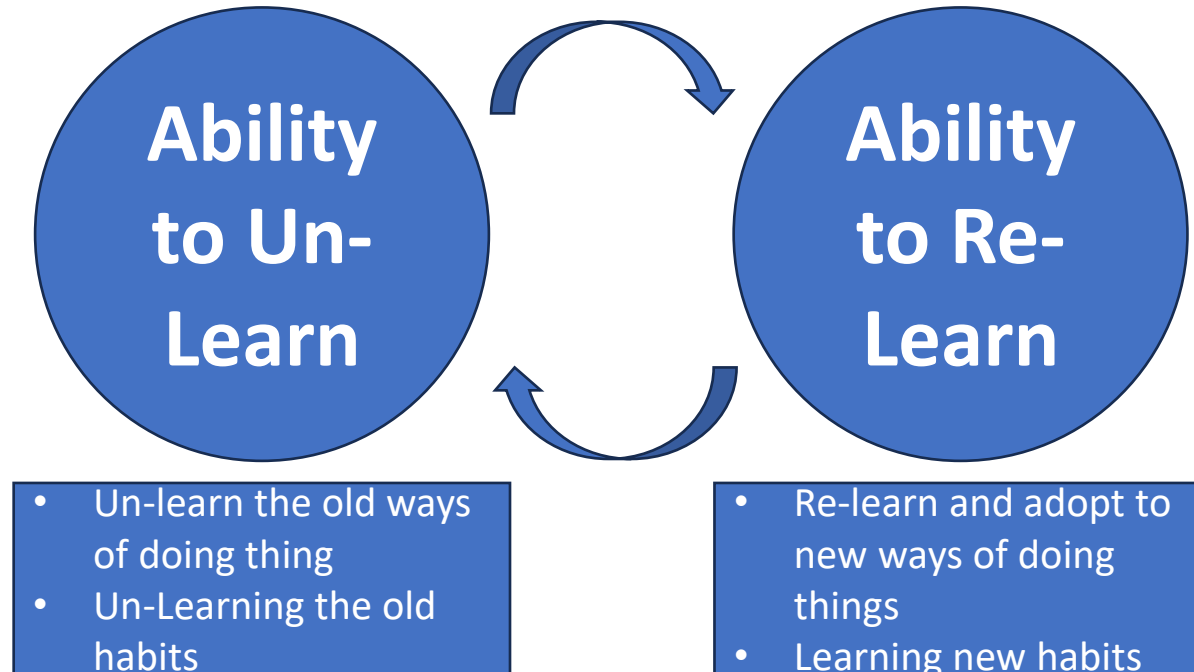 Ability
to Un-
Learn
Ability
to Re-
Learn
• Un-learn the old ways
of doing thing
• Un-Learning the old
habits
• Re-learn and adopt to
new ways of doing
things
• Learning new habits